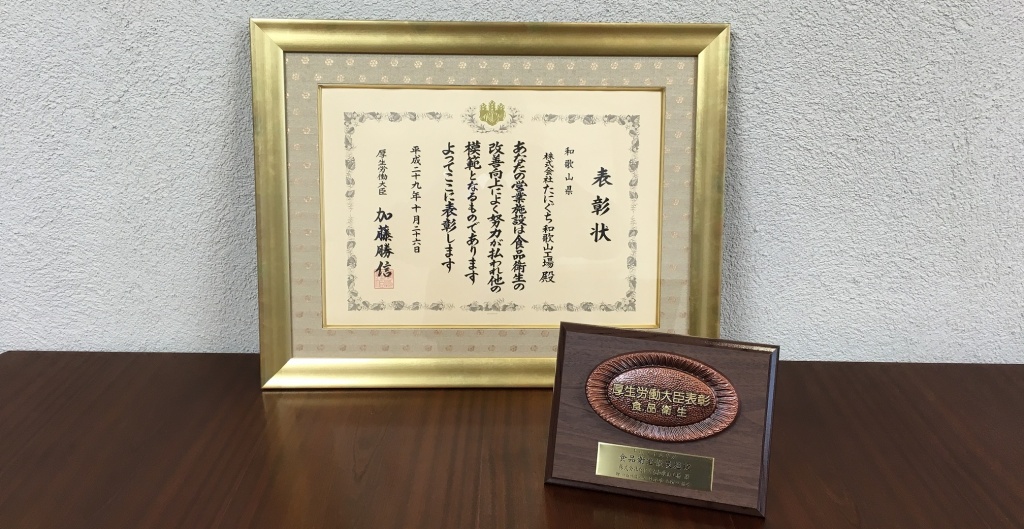 表彰状
和歌山県
株式会社たにぐち和歌山工場 殿
あなたの営業施設は食品衛生の
改善向上によく努力が払われ他の
模範となるものであります
よってここに表彰します
平成二十九年十月二十六日
厚生労働大臣 加藤勝信
厚生労働大臣表彰
食品衛生